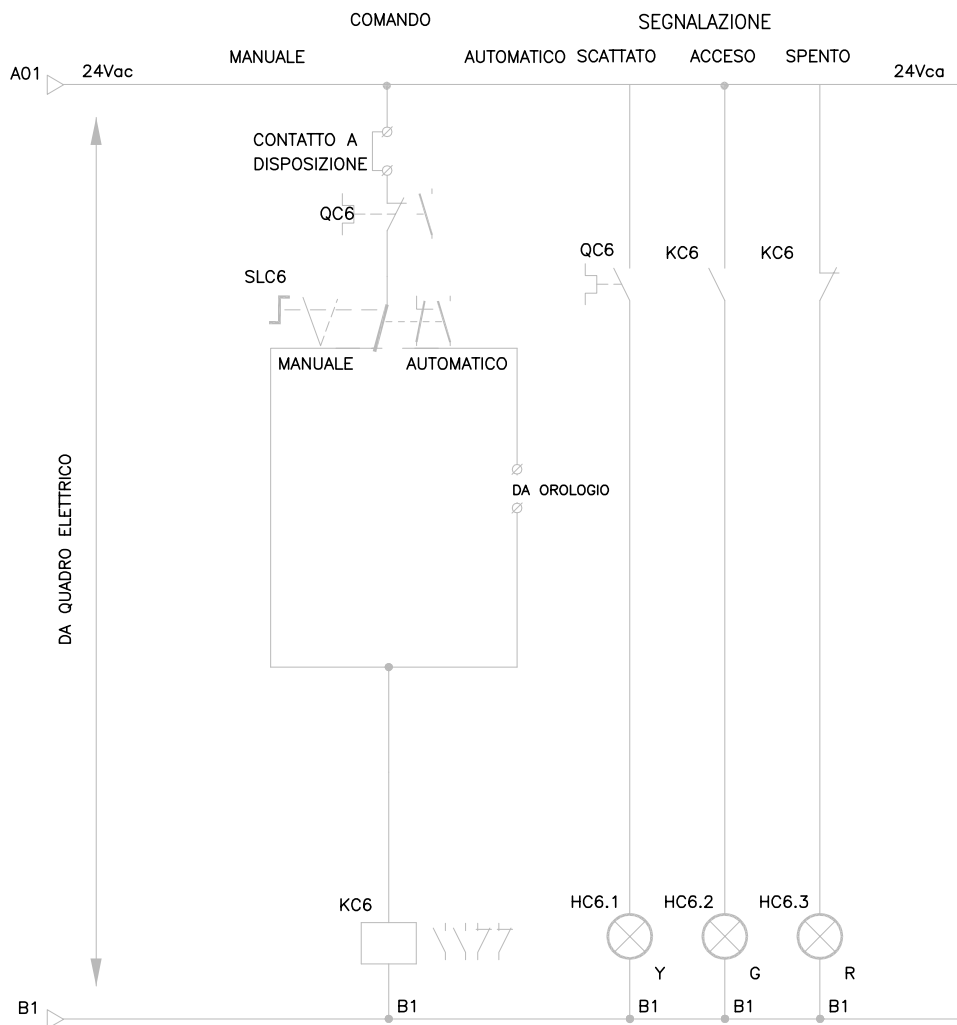 COMANDO
SEGNALAZIONE
MANUALE
AUTOMATICO
SCATTATO
ACCESO
SPENTO
A01
24Vac
24Vca
CONTATTO A
DISPOSIZIONE
QC6
QC6
KC6
KC6
SLC6
MANUALE
AUTOMATICO
DA QUADRO ELETTRICO
DA OROLOGIO
KC6
HC6.1
HC6.2
HC6.3
Y
G
R
B1
B1
B1
B1
B1